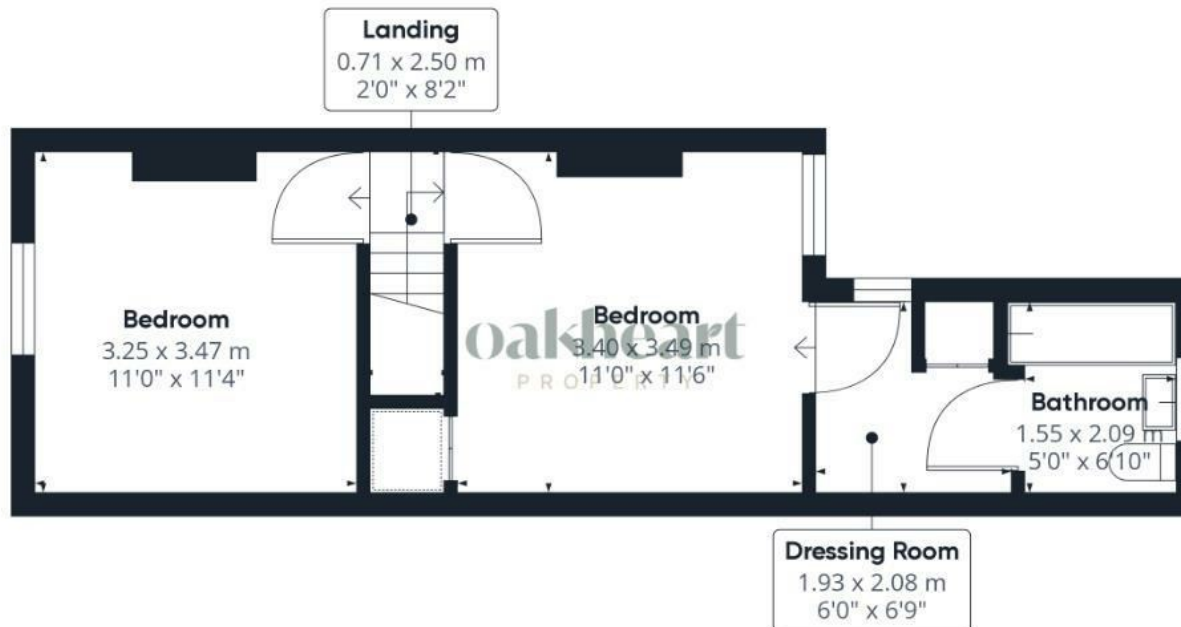 Landing
0.71 x 2.50 m
2'0" x 8'2"
Bedroom
3.25 x 3.47 m
11'0" x 11'4"
oakheart
PROPERTY
Bedroom
3.40 x 3.49 m
11'0" x 11'6"
Bathroom
1.55 x 2.09 m
5'0" x 6'10"
Dressing Room
1.93 x 2.08 m
6'0" x 6'9"